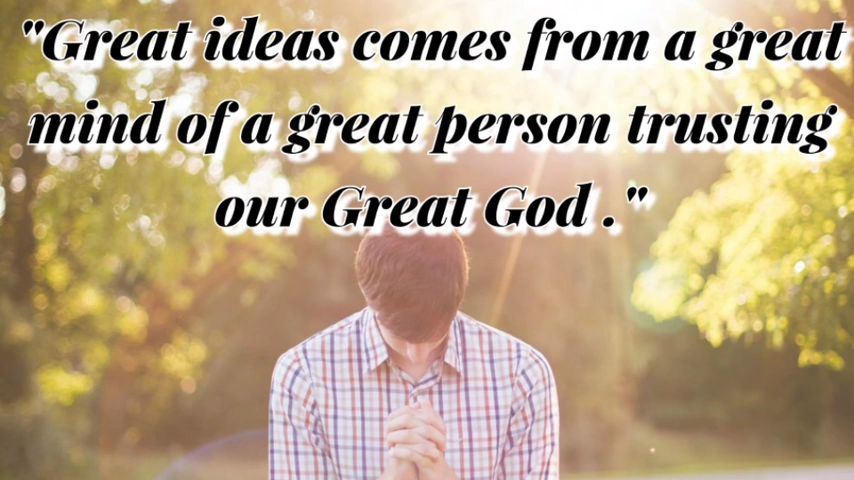 "Great ideas comes from a great
mind of a great person trusting
our Great God ."